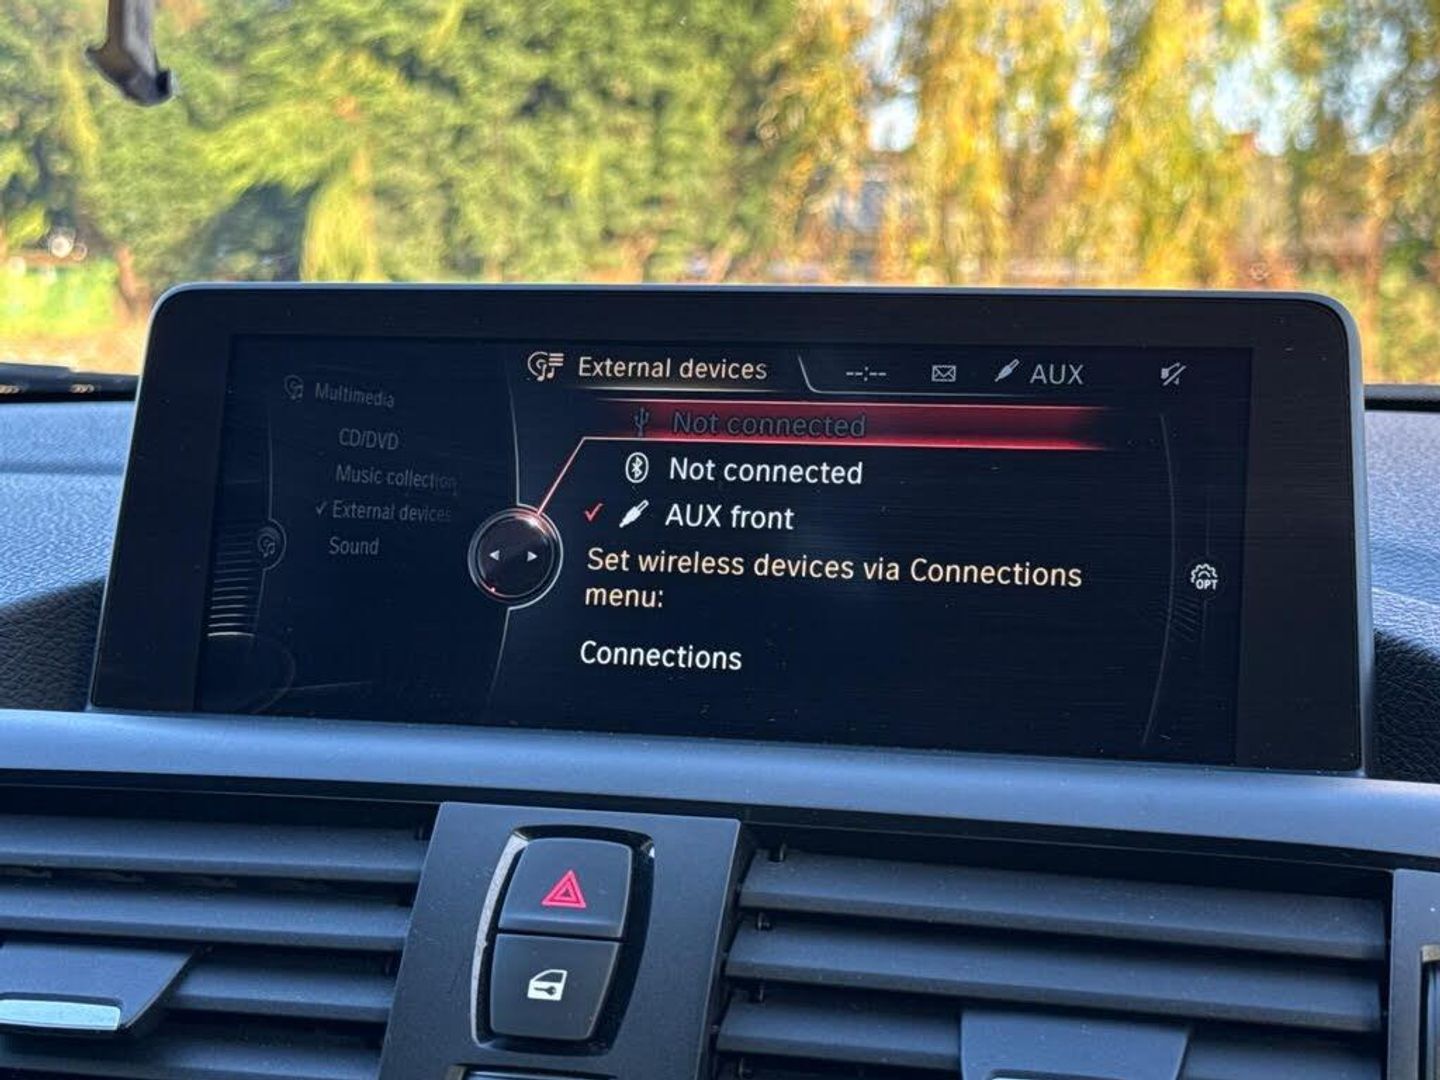 External devices
--:--
AUX
Multimedia
CD/DVD
Music collection
External devices
Sound
Not connected
Not connected
AUX front
Set wireless devices via Connections
menu:
Connections
OPT